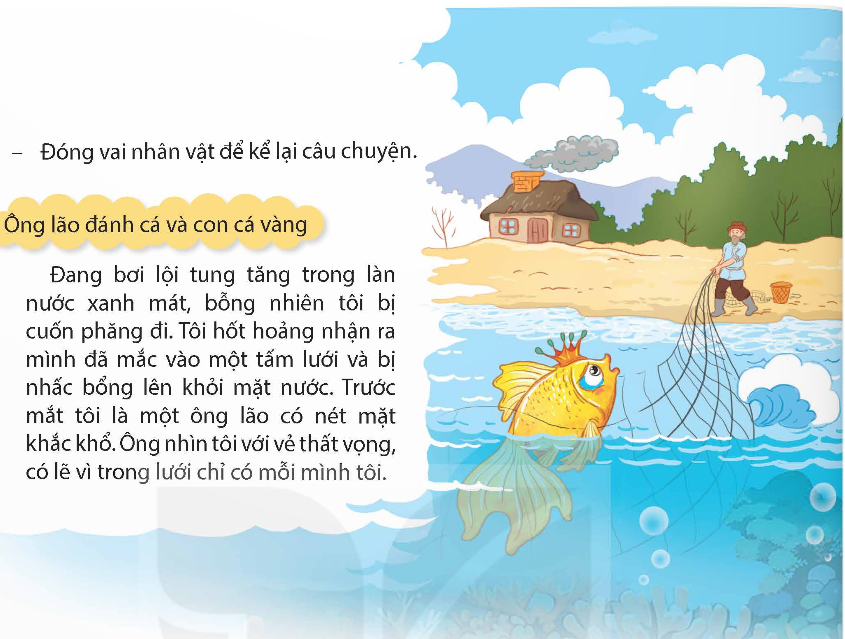 – Đóng vai nhân vật để kể lại câu chuyện.
Ông lão đánh cá và con cá vàng
Đang bơi lội tung tăng trong làn
nước xanh mát, bỗng nhiên tôi bị
cuốn phăng đi. Tôi hốt hoảng nhận ra
mình đã mắc vào một tấm lưới và bị
nhấc bổng lên khỏi mặt nước. Trước
mắt tôi là một ông lão có nét mặt
khắc khổ. Ông nhìn tôi với vẻ thất vọng,
có lẽ vì trong lưới chỉ có mỗi mình tôi.